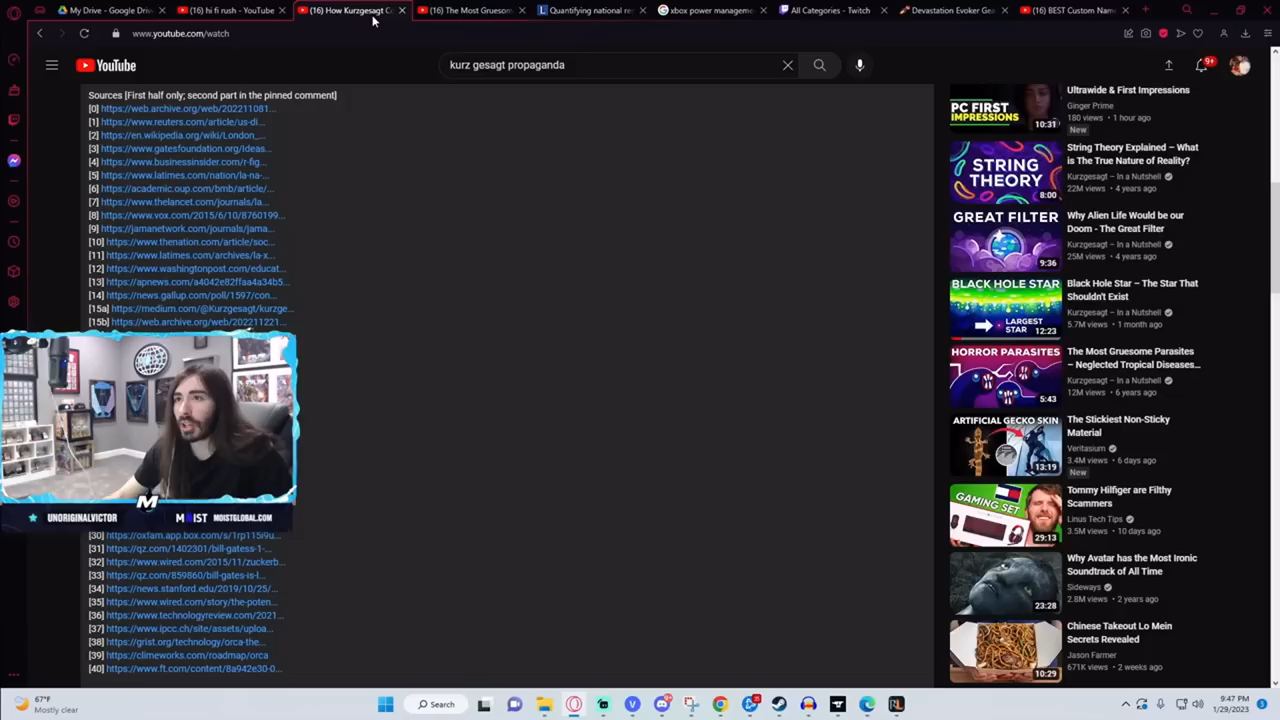 My Drive - Google Driv
(16) hi fi rush - YouTube
(16) How Kurzgesagt C
(16) The Most Gruesom
Quantifying national res
xbox power manageme
All Categories - Twitch
Devastation Evoker Gea
(16) BEST Custom Nam
www.youtube.com/watch
YouTube
kurz gesagt propaganda
9+
Sources [First half only; second part in the pinned comment]
[0] https://web.archive.org/web/202211081...
[1] https://www.reuters.com/article/us-di...
[2] https://en.wikipedia.org/wiki/London_...
[3] https://www.gatesfoundation.org/Ideas...
[4] https://www.businessinsider.com/r-fig...
[5] https://www.latimes.com/nation/la-na-...
[6] https://academic.oup.com/bmb/article/...
[7] https://www.thelancet.com/journals/la...
[8] https://www.vox.com/2015/6/10/8760199...
[9] https://jamanetwork.com/journals/jama...
[10] https://www.thenation.com/article/soc...
[11] https://www.latimes.com/archives/la-x...
[12] https://www.washingtonpost.com/educat...
[13] https://apnews.com/a4042e82ffaa4a34b5...
[14] https://news.gallup.com/poll/1597/con...
[15a] https://medium.com/@Kurzgesagt/kurzge...
[15b] https://web.archive.org/web/202211221...
UNORIGINALVICTOR
M
MOIST MOISTGLOBAL.COM
[30] https://oxfam.app.box.com/s/1rp115i9u...
[31] https://qz.com/1402301/bill-gatess-1-...
[32] https://www.wired.com/2015/11/zuckerb...
[33] https://qz.com/859860/bill-gates-is-l...
[34] https://news.stanford.edu/2019/10/25/...
[35] https://www.wired.com/story/the-poten...
[36] https://www.technologyreview.com/2021...
[37] https://www.ipcc.ch/site/assets/uploa...
[38] https://grist.org/technology/orca-the...
[39] https://climeworks.com/roadmap/orca
[40] https://www.ft.com/content/8a942e30-0...
PC FIRST
IMPRESSIONS
10:31
Ultrawide & First Impressions
Ginger Prime
180 views • 1 hour ago
New
STRING
THEORY
8:00
String Theory Explained – What
is The True Nature of Reality?
Kurzgesagt – In a Nutshell
22M views • 4 years ago
GREAT FILTER
9:36
Why Alien Life Would be our
Doom - The Great Filter
Kurzgesagt – In a Nutshell
25M views • 4 years ago
BLACK HOLE STAR
LARGEST
STAR
12:23
Black Hole Star – The Star That
Shouldn't Exist
Kurzgesagt – In a Nutshell
5.7M views • 1 month ago
HORROR PARASITES
5:43
The Most Gruesome Parasites
– Neglected Tropical Diseases...
Kurzgesagt – In a Nutshell
12M views • 6 years ago
ARTIFICIAL GECKO SKIN
13:19
The Stickiest Non-Sticky
Material
Veritasium
3.4M views • 6 days ago
New
GAMING
SET
29:13
Tommy Hilfiger are Filthy
Scammers
Linus Tech Tips
3.5M views • 10 days ago
23:28
Why Avatar has the Most Ironic
Soundtrack of All Time
Sideways
2.8M views • 2 years ago
10:29
Chinese Takeout Lo Mein
Secrets Revealed
Jason Farmer
671K views • 2 weeks ago
67°F
Mostly clear
Search
9:47 PM
1/29/2023